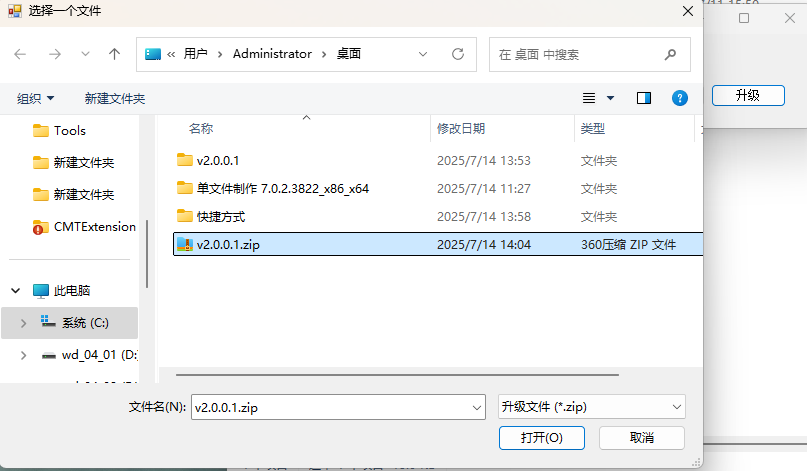 选择一个文件
« 用户 › Administrator › 桌面
在 桌面 中搜索
组织
新建文件夹
升级
名称
修改日期
类型
Tools
新建文件夹
新建文件夹
CMTExtension
此电脑
系统 (C:)
wd_04_01 (D:
v2.0.0.1 2025/7/14 13:53 文件夹
单文件制作 7.0.2.3822_x86_x64 2025/7/14 11:27 文件夹
快捷方式 2025/7/14 13:58 文件夹
v2.0.0.1.zip 2025/7/14 14:04 360压缩 ZIP 文件
文件名(N): v2.0.0.1.zip
升级文件 (*.zip)
打开(O)
取消